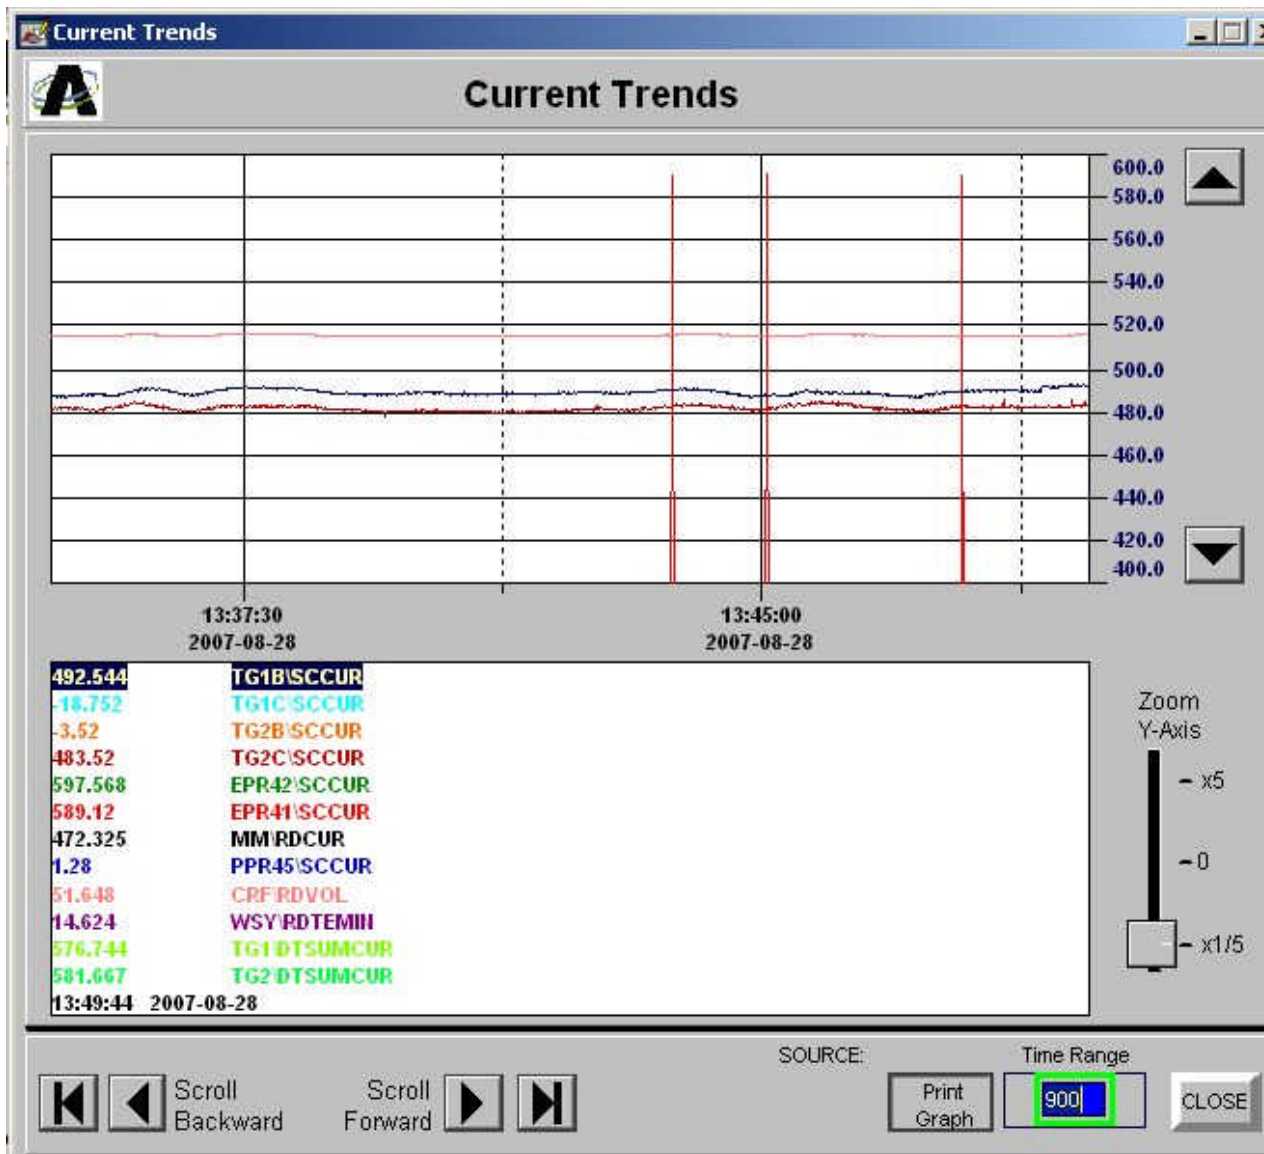 Current Trends
A
Current Trends
600.0
580.0
560.0
540.0
520.0
500.0
480.0
460.0
440.0
420.0
400.0
13:37:30 13:45:00
2007-08-28 2007-08-28
492.544 TG1B\SCCUR
-18.752 TG1C\SCCUR
-3.52 TG2B\SCCUR
483.52 TG2C\SCCUR
597.568 EPR42\SCCUR
589.12 EPR41\SCCUR
472.325 MM\RDCUR
1.28 PPR45\SCCUR
51.648 CRF\RDVOL
14.624 WSY\RDTEMIN
576.744 TG1\DTSUMCUR
581.667 TG2\DTSUMCUR
13:49:44 2007-08-28
Zoom
Y-Axis
x5
0
x1/5
SOURCE: Time Range
Scroll Backward
Scroll Forward
Print Graph
900
CLOSE